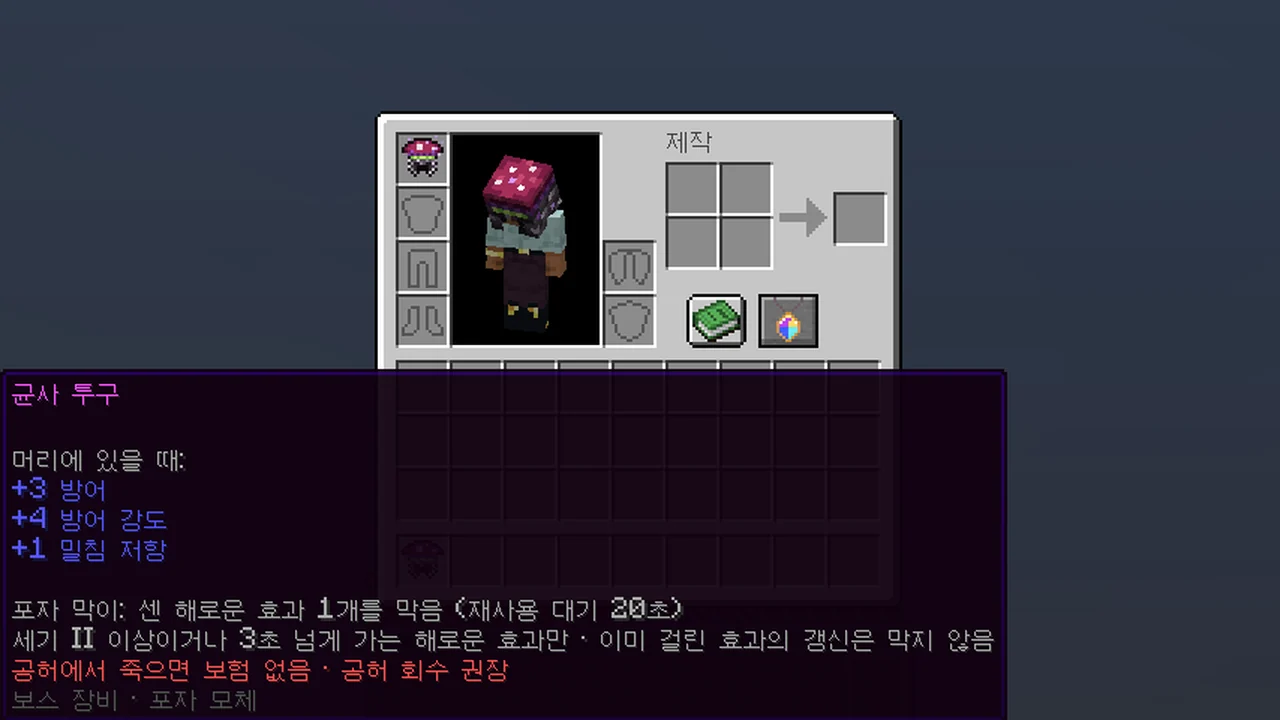 제작
균사 투구
머리에 있을 때:
+3 방어
+4 방어 강도
+1 밀침 저항
포자 막이: 센 해로운 효과 1개를 막음 (재사용 대기 20초)
세기 II 이상이거나 3초 넘게 가는 해로운 효과만 · 이미 걸린 효과의 갱신은 막지 않음
공허에서 죽으면 보험 없음 · 공허 회수 권장
보스 장비 · 포자 모체